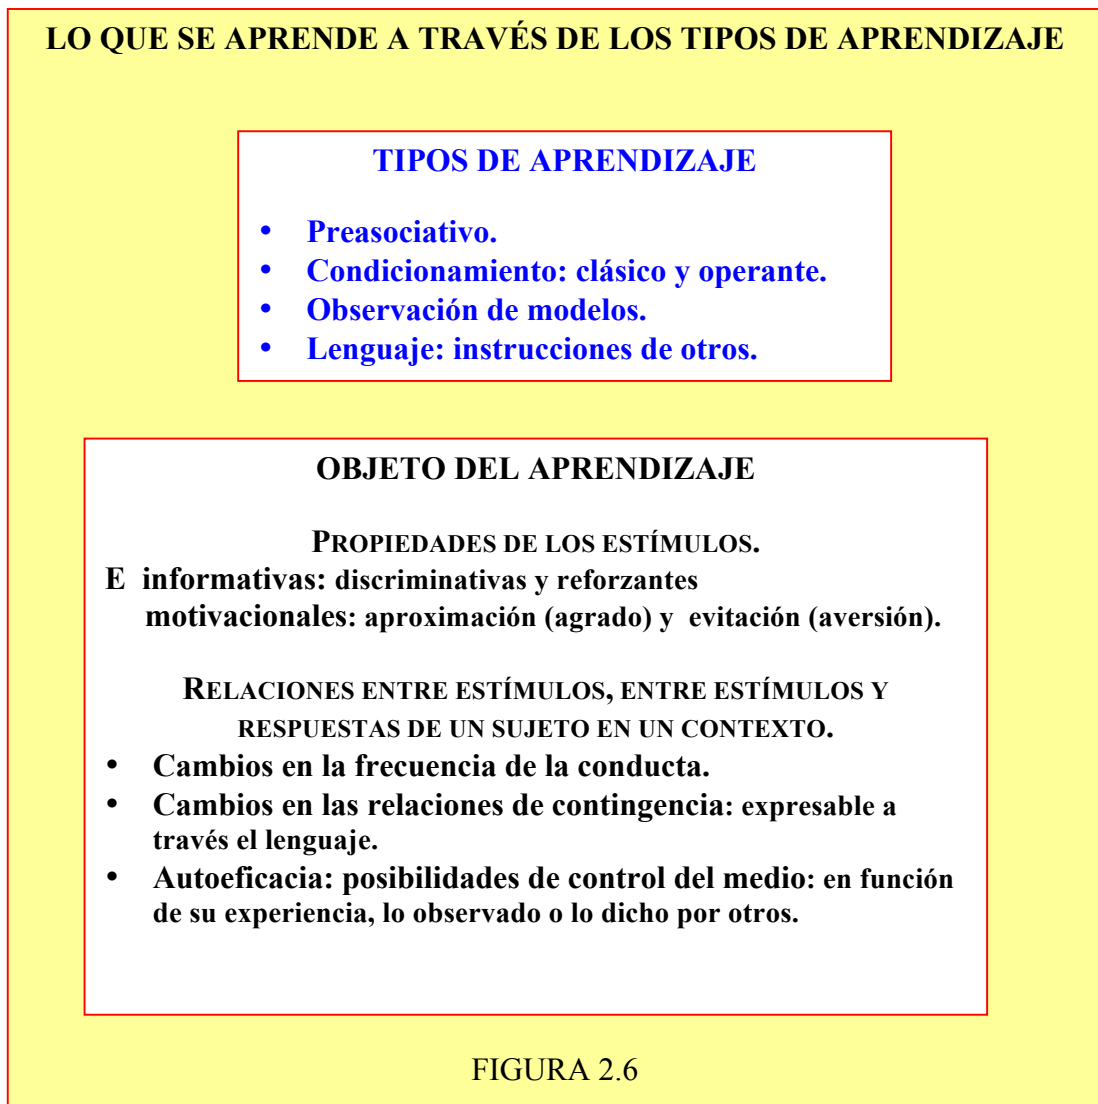 LO QUE SE APRENDE A TRAVÉS DE LOS TIPOS DE APRENDIZAJE
TIPOS DE APRENDIZAJE
• Preasociativo.
• Condicionamiento: clásico y operante.
• Observación de modelos.
• Lenguaje: instrucciones de otros.
OBJETO DEL APRENDIZAJE
PROPIEDADES DE LOS ESTÍMULOS.
E informativas: discriminativas y reforzantes
motivacionales: aproximación (agrado) y evitación (aversión).
RELACIONES ENTRE ESTÍMULOS, ENTRE ESTÍMULOS Y
RESPUESTAS DE UN SUJETO EN UN CONTEXTO.
• Cambios en la frecuencia de la conducta.
• Cambios en las relaciones de contingencia: expresable a
través el lenguaje.
• Autoeficacia: posibilidades de control del medio: en función
de su experiencia, lo observado o lo dicho por otros.
FIGURA 2.6